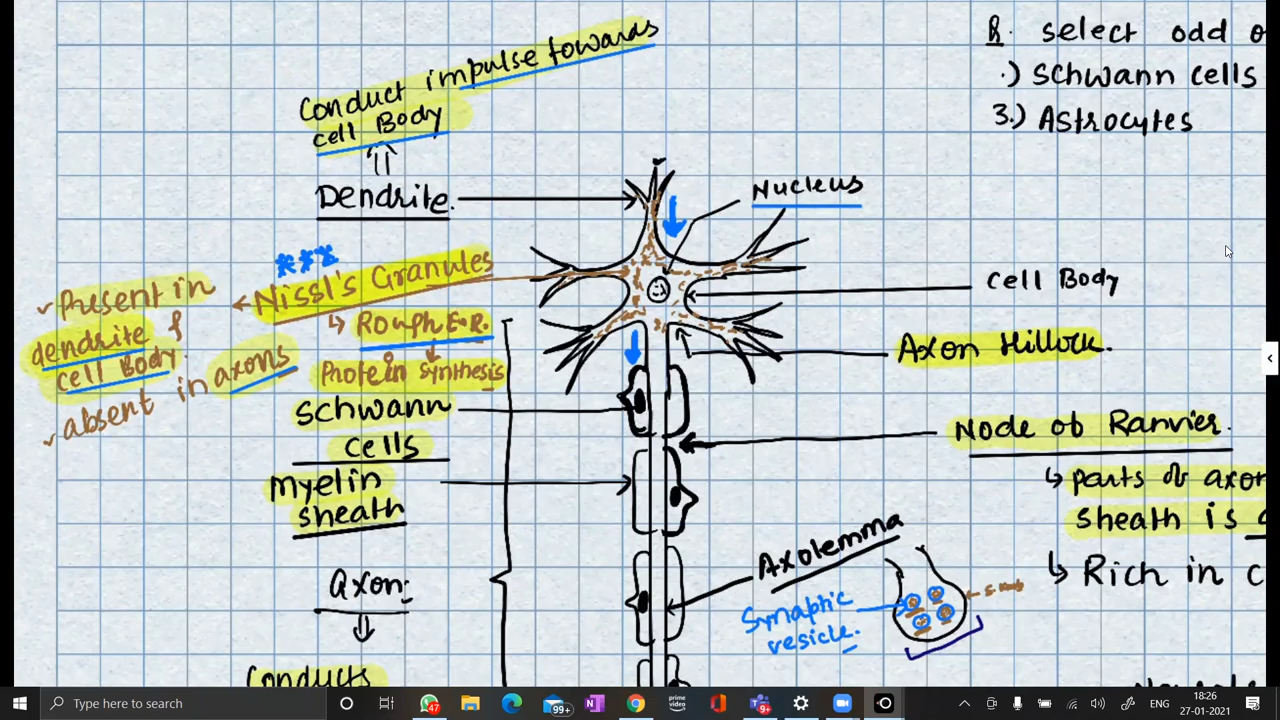 Conduct impulse towards
cell Body
Dendrite.
Nucleus
R. select odd o
.) Schwann cells
3.) Astrocytes
Nissl's Granules
Present in
dendrite &
cell Body.
absent in axons
Rough E.R.
Protein synthesis
cell Body
Axon Hillock.
Schwann
cells
Node of Ranvier.
parts of axon
sheath is
Rich in c
myelin
sheath
Axolemma
Synaptic
vesicle.
axon:
Conducts
Type here to search
47
99+
9+
ENG
18:26
27-01-2021